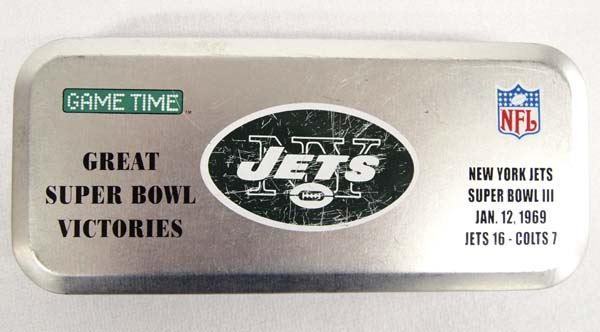 GAME TIME™
GREAT
SUPER BOWL
VICTORIES
NY
JETS
NFL
NEW YORK JETS
SUPER BOWL III
JAN. 12, 1969
JETS 16 - COLTS 7